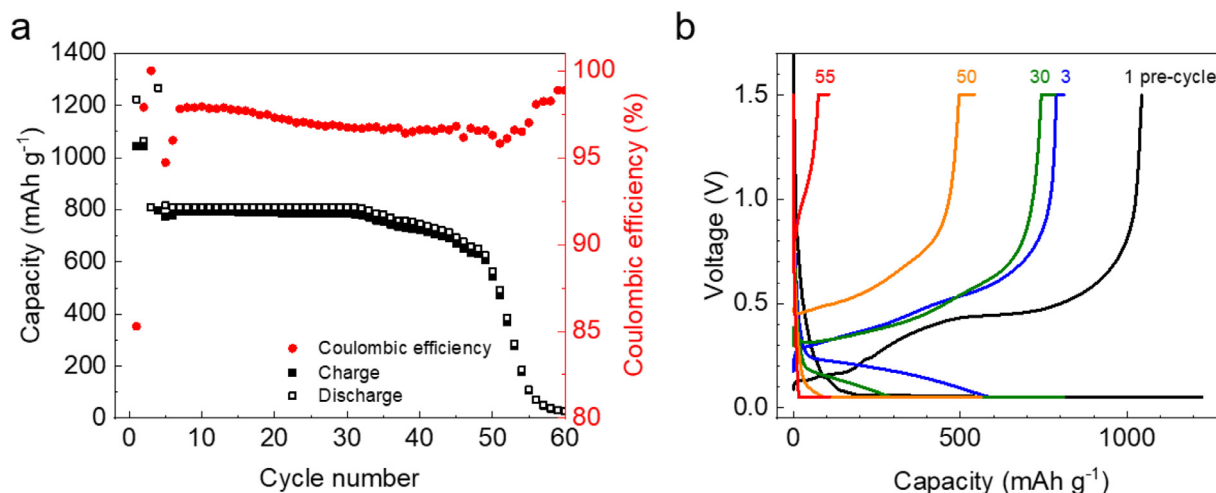 a
1400
1200
1000
800
600
400
200
0
Capacity (mAh g⁻¹)
100
95
90
85
80
Coulombic efficiency (%)
Coulombic efficiency
Charge
Discharge
0 10 20 30 40 50 60
Cycle number
b
55 50 30 3 1 pre-cycle
1.5
1.0
0.5
0.0
Voltage (V)
0 500 1000
Capacity (mAh g⁻¹)